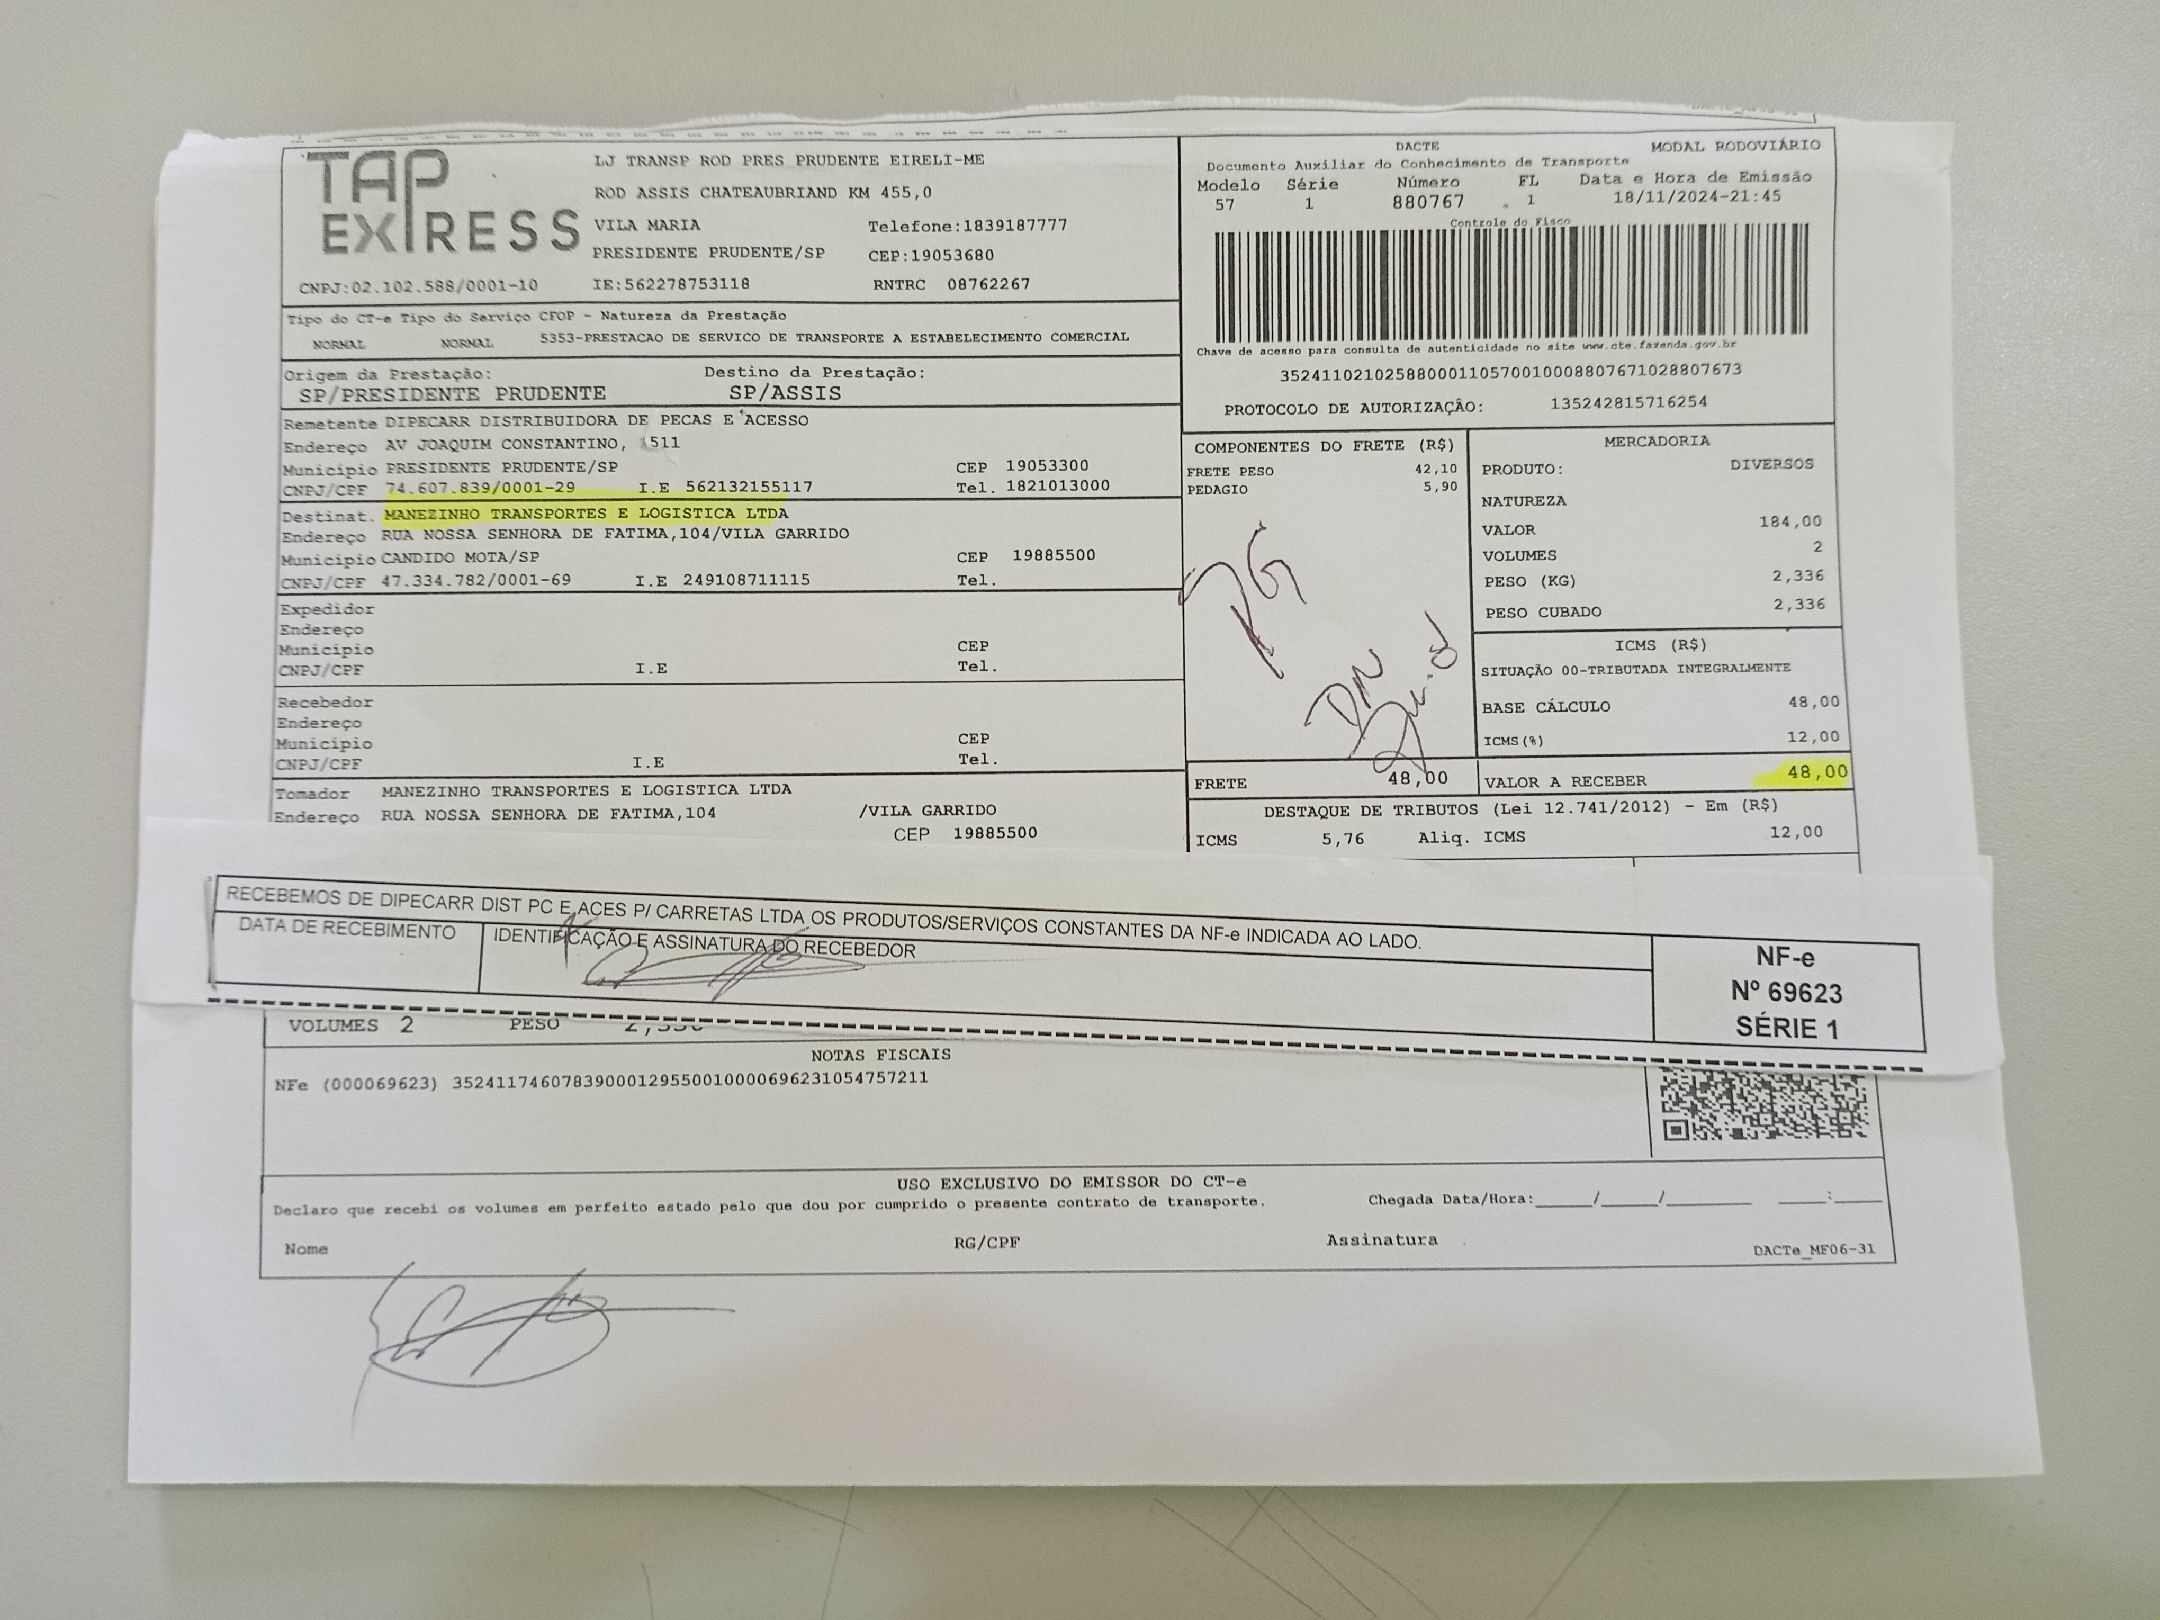 TAP EXPRESS
LJ TRANSP ROD PRES PRUDENTE EIRELI-ME
ROD ASSIS CHATEAUBRIAND KM 455,0
VILA MARIA Telefone:1839187777
PRESIDENTE PRUDENTE/SP CEP:19053680
CNPJ:02.102.588/0001-10 IE:562278753118 RNTRC 08762267
Tipo do CT-e Tipo do Serviço CFOP - Natureza da Prestação
NORMAL NORMAL 5353-PRESTACAO DE SERVICO DE TRANSPORTE A ESTABELECIMENTO COMERCIAL
Origem da Prestação: Destino da Prestação:
SP/PRESIDENTE PRUDENTE SP/ASSIS
Remetente DIPECARR DISTRIBUIDORA DE PECAS E ACESSO
Endereço AV JOAQUIM CONSTANTINO, 1511
Município PRESIDENTE PRUDENTE/SP CEP 19053300
CNPJ/CPF 74.607.839/0001-29 I.E 562132155117 Tel. 1821013000
Destinat. MANEZINHO TRANSPORTES E LOGISTICA LTDA
Endereço RUA NOSSA SENHORA DE FATIMA,104/VILA GARRIDO
Município CANDIDO MOTA/SP CEP 19885500
CNPJ/CPF 47.334.782/0001-69 I.E 249108711115 Tel.
Expedidor
Endereço
Município CEP
CNPJ/CPF I.E Tel.
Recebedor
Endereço
Município CEP
CNPJ/CPF I.E Tel.
Tomador MANEZINHO TRANSPORTES E LOGISTICA LTDA
Endereço RUA NOSSA SENHORA DE FATIMA,104 /VILA GARRIDO
CEP 19885500
DACTE MODAL RODOVIÁRIO
Documento Auxiliar do Conhecimento de Transporte
Modelo Série Número FL Data e Hora de Emissão
57 1 880767 1 18/11/2024-21:45
Controle do Fisco
Chave de acesso para consulta de autenticidade no site www.cte.fazenda.gov.br
35241102102588000110570010008807671028807673
PROTOCOLO DE AUTORIZAÇÃO: 135242815716254
COMPONENTES DO FRETE (R$)
FRETE PESO 42,10
PEDAGIO 5,90
PG
FRETE 48,00
MERCADORIA
PRODUTO: DIVERSOS
NATUREZA
VALOR 184,00
VOLUMES 2
PESO (KG) 2,336
PESO CUBADO 2,336
ICMS (R$)
SITUAÇÃO 00-TRIBUTADA INTEGRALMENTE
BASE CÁLCULO 48,00
ICMS(%) 12,00
VALOR A RECEBER 48,00
DESTAQUE DE TRIBUTOS (Lei 12.741/2012) - Em (R$)
ICMS 5,76 Aliq. ICMS 12,00
RECEBEMOS DE DIPECARR DIST PC E ACES P/ CARRETAS LTDA OS PRODUTOS/SERVIÇOS CONSTANTES DA NF-e INDICADA AO LADO.
DATA DE RECEBIMENTO IDENTIFICAÇÃO E ASSINATURA DO RECEBEDOR
NF-e
Nº 69623
SÉRIE 1
VOLUMES 2 PESO 2,336
NOTAS FISCAIS
NFe (000069623) 35241174607839000129550010000696231054757211
USO EXCLUSIVO DO EMISSOR DO CT-e
Declaro que recebi os volumes em perfeito estado pelo que dou por cumprido o presente contrato de transporte. Chegada Data/Hora:____/____/______ ___:___
Nome RG/CPF Assinatura
DACTe_MF06-31